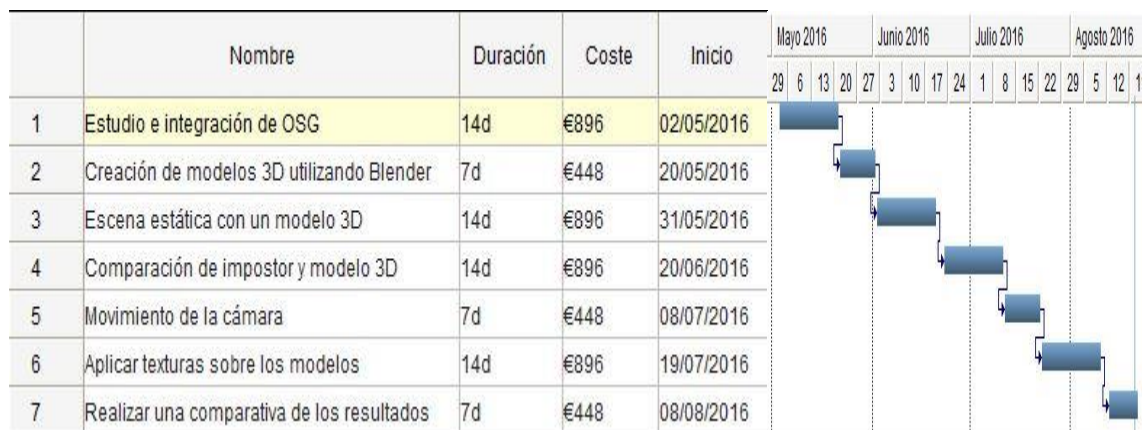 Nombre Duración Coste Inicio
Mayo 2016 Junio 2016 Julio 2016 Agosto 2016
29 6 13 20 27 3 10 17 24 1 8 15 22 29 5 12
1 Estudio e integración de OSG 14d €896 02/05/2016
2 Creación de modelos 3D utilizando Blender 7d €448 20/05/2016
3 Escena estática con un modelo 3D 14d €896 31/05/2016
4 Comparación de impostor y modelo 3D 14d €896 20/06/2016
5 Movimiento de la cámara 7d €448 08/07/2016
6 Aplicar texturas sobre los modelos 14d €896 19/07/2016
7 Realizar una comparativa de los resultados 7d €448 08/08/2016